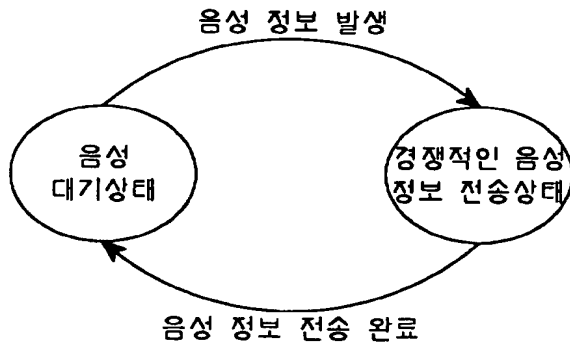 음성 정보 발생
음성
대기상태
경쟁적인 음성
정보 전송상태
음성 정보 전송 완료